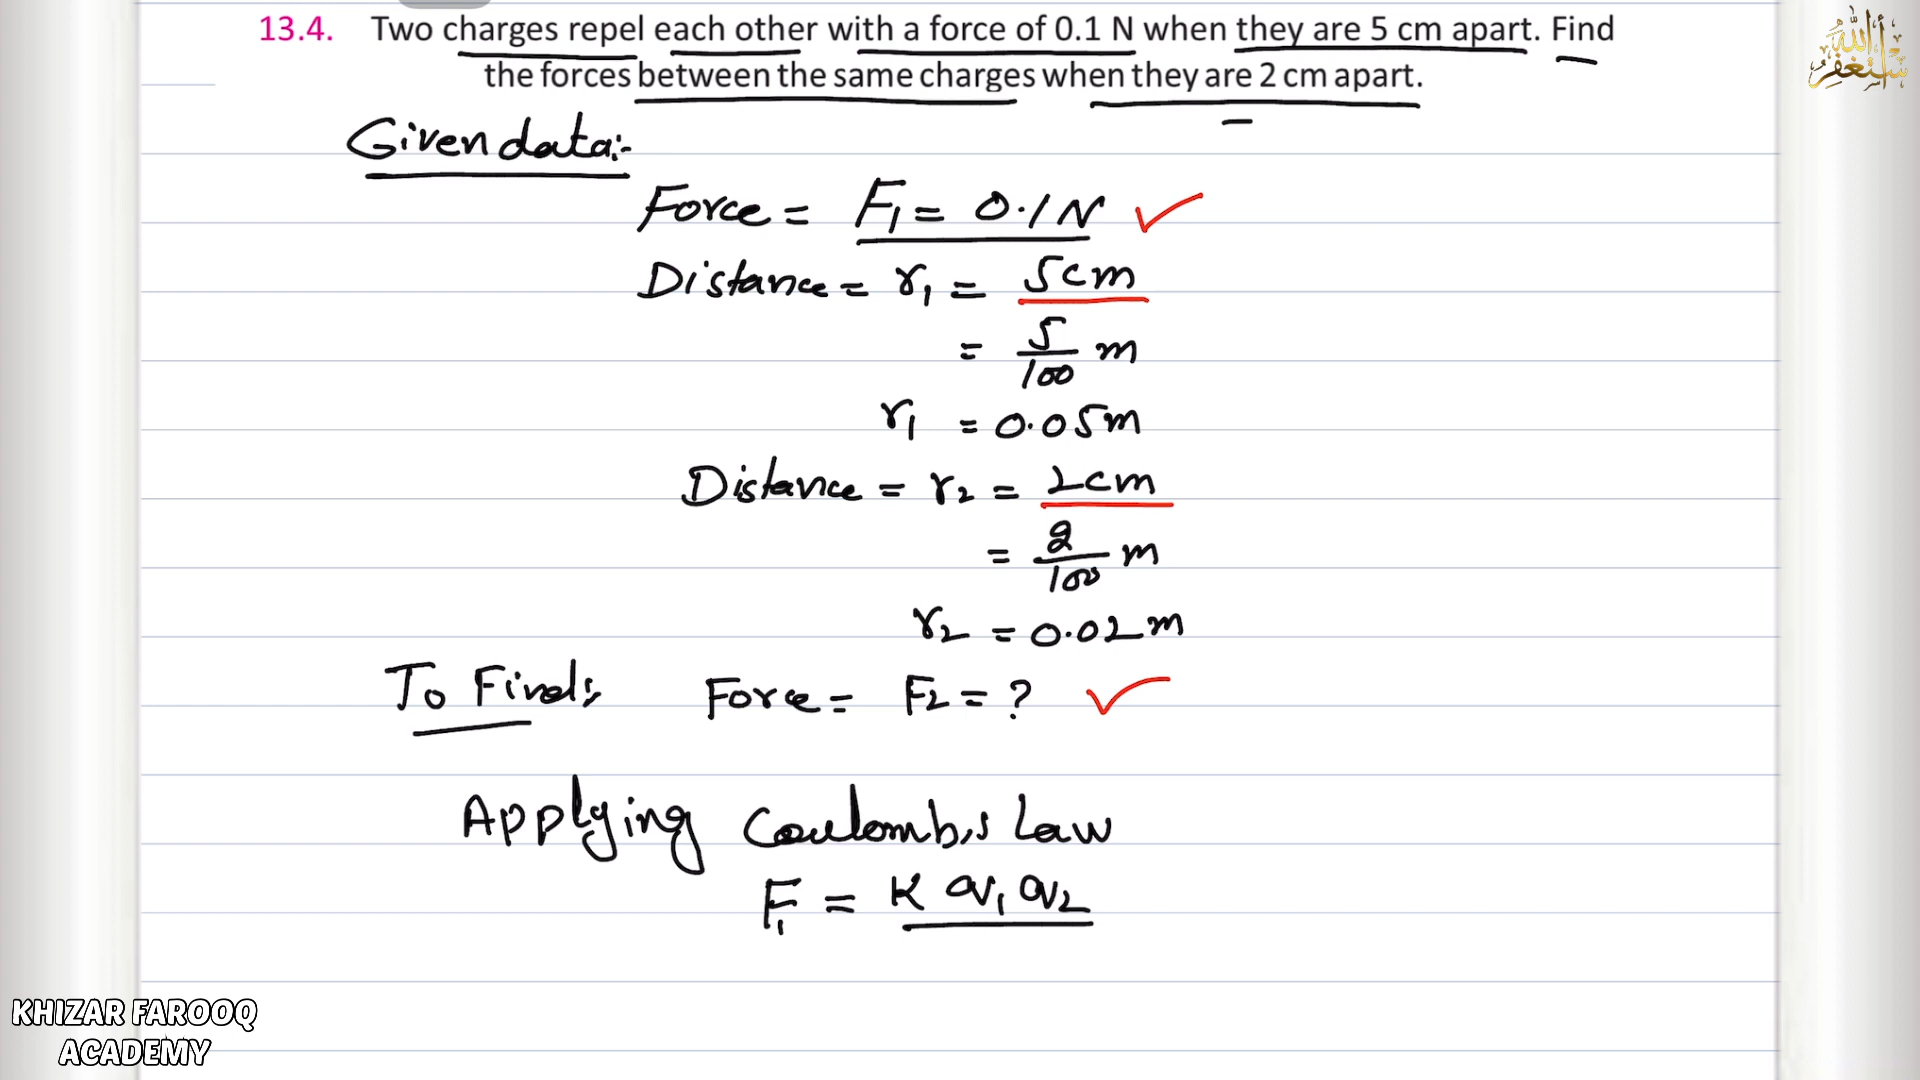 13.4. Two charges repel each other with a force of 0.1 N when they are 5 cm apart. Find
the forces between the same charges when they are 2 cm apart.
أستغفر الله
Given data:-
Force = F₁ = 0.1N ✓
Distance = r₁ = 5cm
= 5/100 m
r₁ = 0.05m
Distance = r₂ = 2cm
= 2/100 m
r₂ = 0.02m
To Find:, Force = F₂ = ? ✓
Applying Coulomb,s Law
F₁ = K q₁ q₂
KHIZAR FAROOQ
ACADEMY